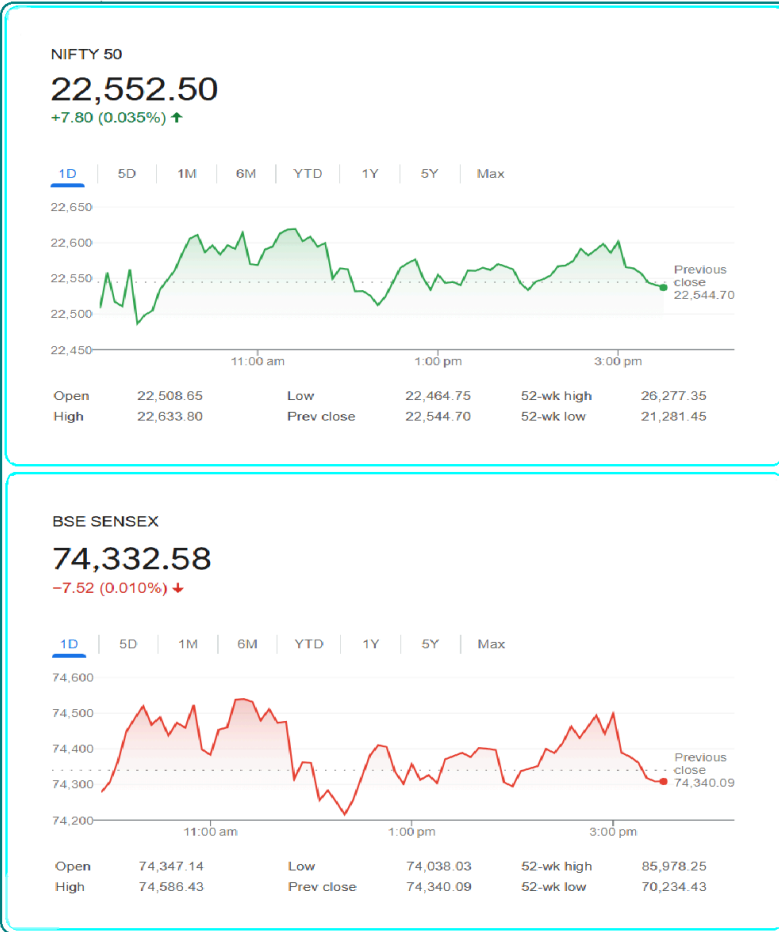 NIFTY 50
22,552.50
+7.80 (0.035%) ↑
1D 5D 1M 6M YTD 1Y 5Y Max
22,650
22,600
22,550
22,500
22,450
Previous
close
22,544.70
11:00 am 1:00 pm 3:00 pm
Open 22,508.65 Low 22,464.75 52-wk high 26,277.35
High 22,633.80 Prev close 22,544.70 52-wk low 21,281.45
BSE SENSEX
74,332.58
−7.52 (0.010%) ↓
1D 5D 1M 6M YTD 1Y 5Y Max
74,600
74,500
74,400
74,300
74,200
Previous
close
74,340.09
11:00 am 1:00 pm 3:00 pm
Open 74,347.14 Low 74,038.03 52-wk high 85,978.25
High 74,586.43 Prev close 74,340.09 52-wk low 70,234.43